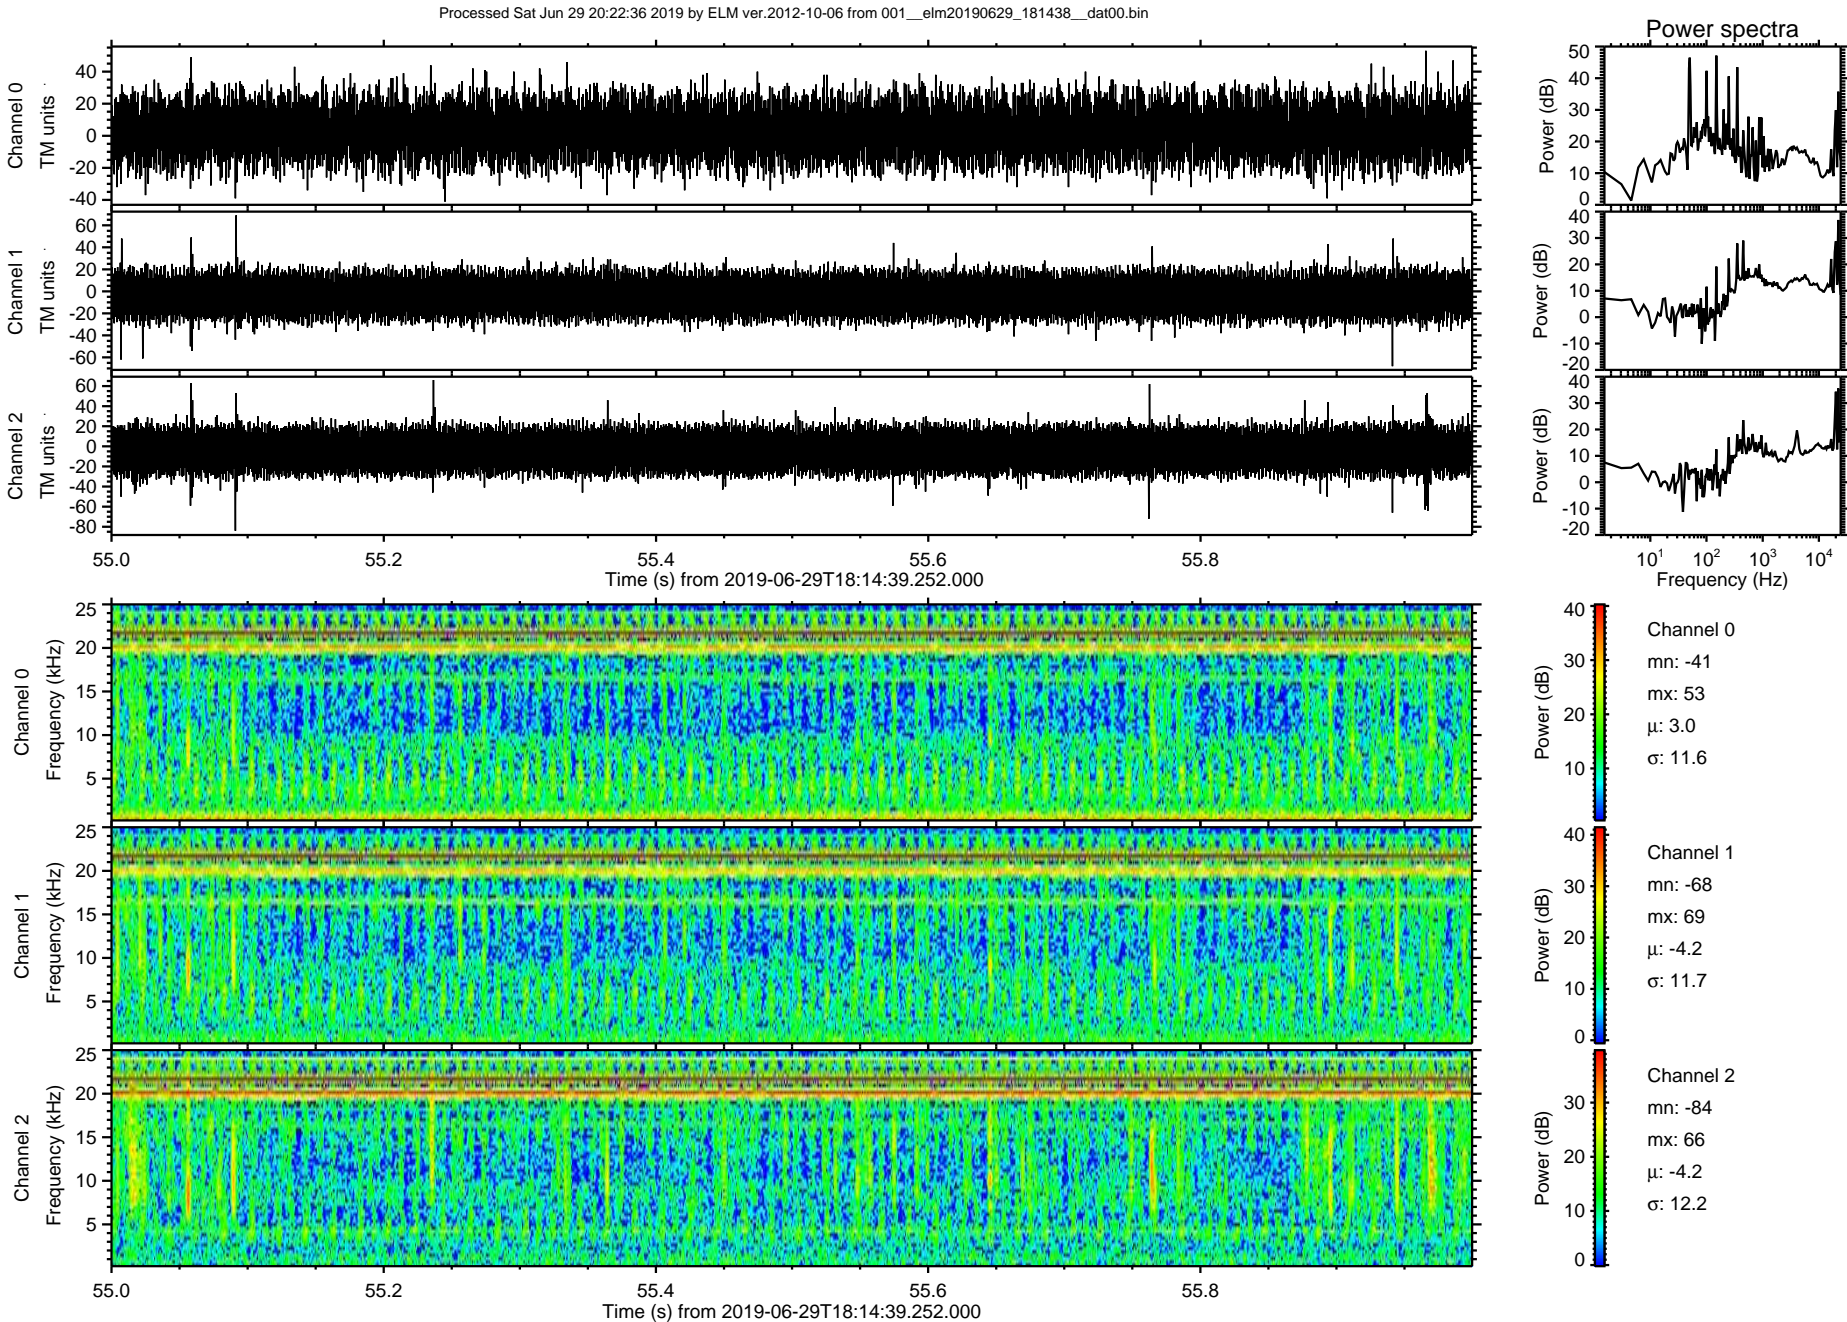 Processed Sat Jun 29 20:22:36 2019 by ELM ver.2012-10-06 from 001__elm20190629_181438__dat00.bin
Power spectra
Channel 0
TM units
40
20
0
-20
-40
Power (dB)
50
40
30
20
10
0
Channel 1
TM units
60
40
20
0
-20
-40
-60
Power (dB)
40
30
20
10
0
-10
-20
Channel 2
TM units
60
40
20
0
-20
-40
-60
-80
Power (dB)
40
30
20
10
0
-10
-20
55.0 55.2 55.4 55.6 55.8
Time (s) from 2019-06-29T18:14:39.252.000
10^1 10^2 10^3 10^4
Frequency (Hz)
Channel 0
Frequency (kHz)
25
20
15
10
5
Power (dB)
40
30
20
10
Channel 0
mn: -41
mx: 53
μ: 3.0
σ: 11.6
Channel 1
Frequency (kHz)
25
20
15
10
5
Power (dB)
40
30
20
10
0
Channel 1
mn: -68
mx: 69
μ: -4.2
σ: 11.7
Channel 2
Frequency (kHz)
25
20
15
10
5
Power (dB)
30
20
10
0
Channel 2
mn: -84
mx: 66
μ: -4.2
σ: 12.2
55.0 55.2 55.4 55.6 55.8
Time (s) from 2019-06-29T18:14:39.252.000